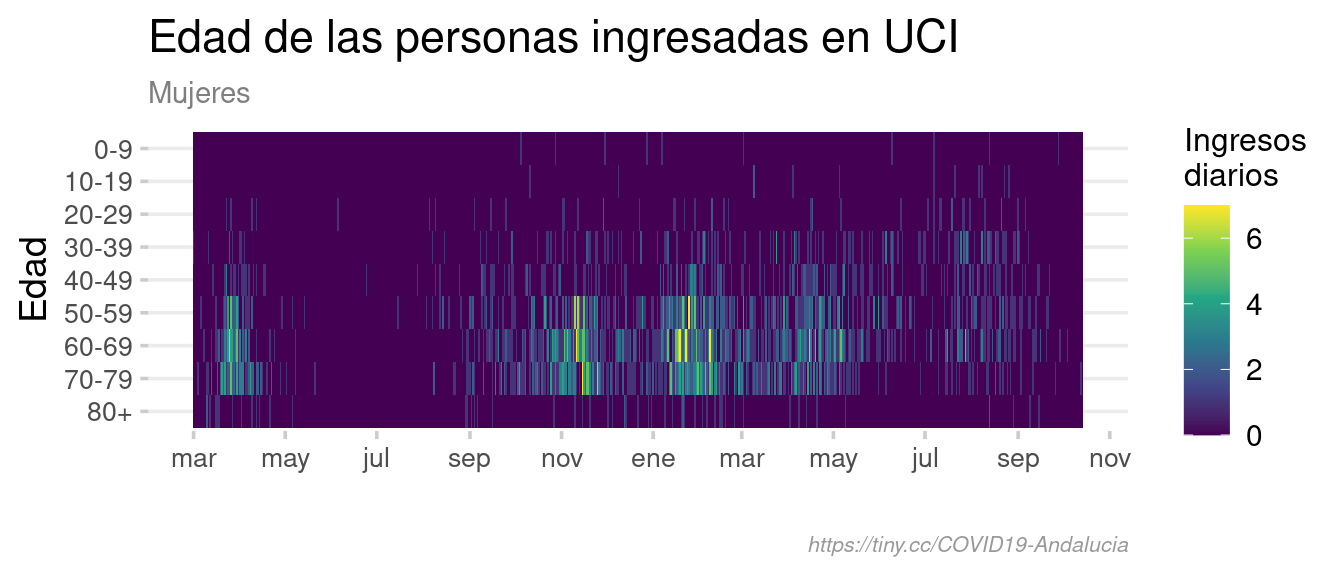 Edad de las personas ingresadas en UCI
Mujeres
Edad
0-9
10-19
20-29
30-39
40-49
50-59
60-69
70-79
80+
mar may jul sep nov ene mar may jul sep nov
Ingresos
diarios
6
4
2
0
https://tiny.cc/COVID19-Andalucia